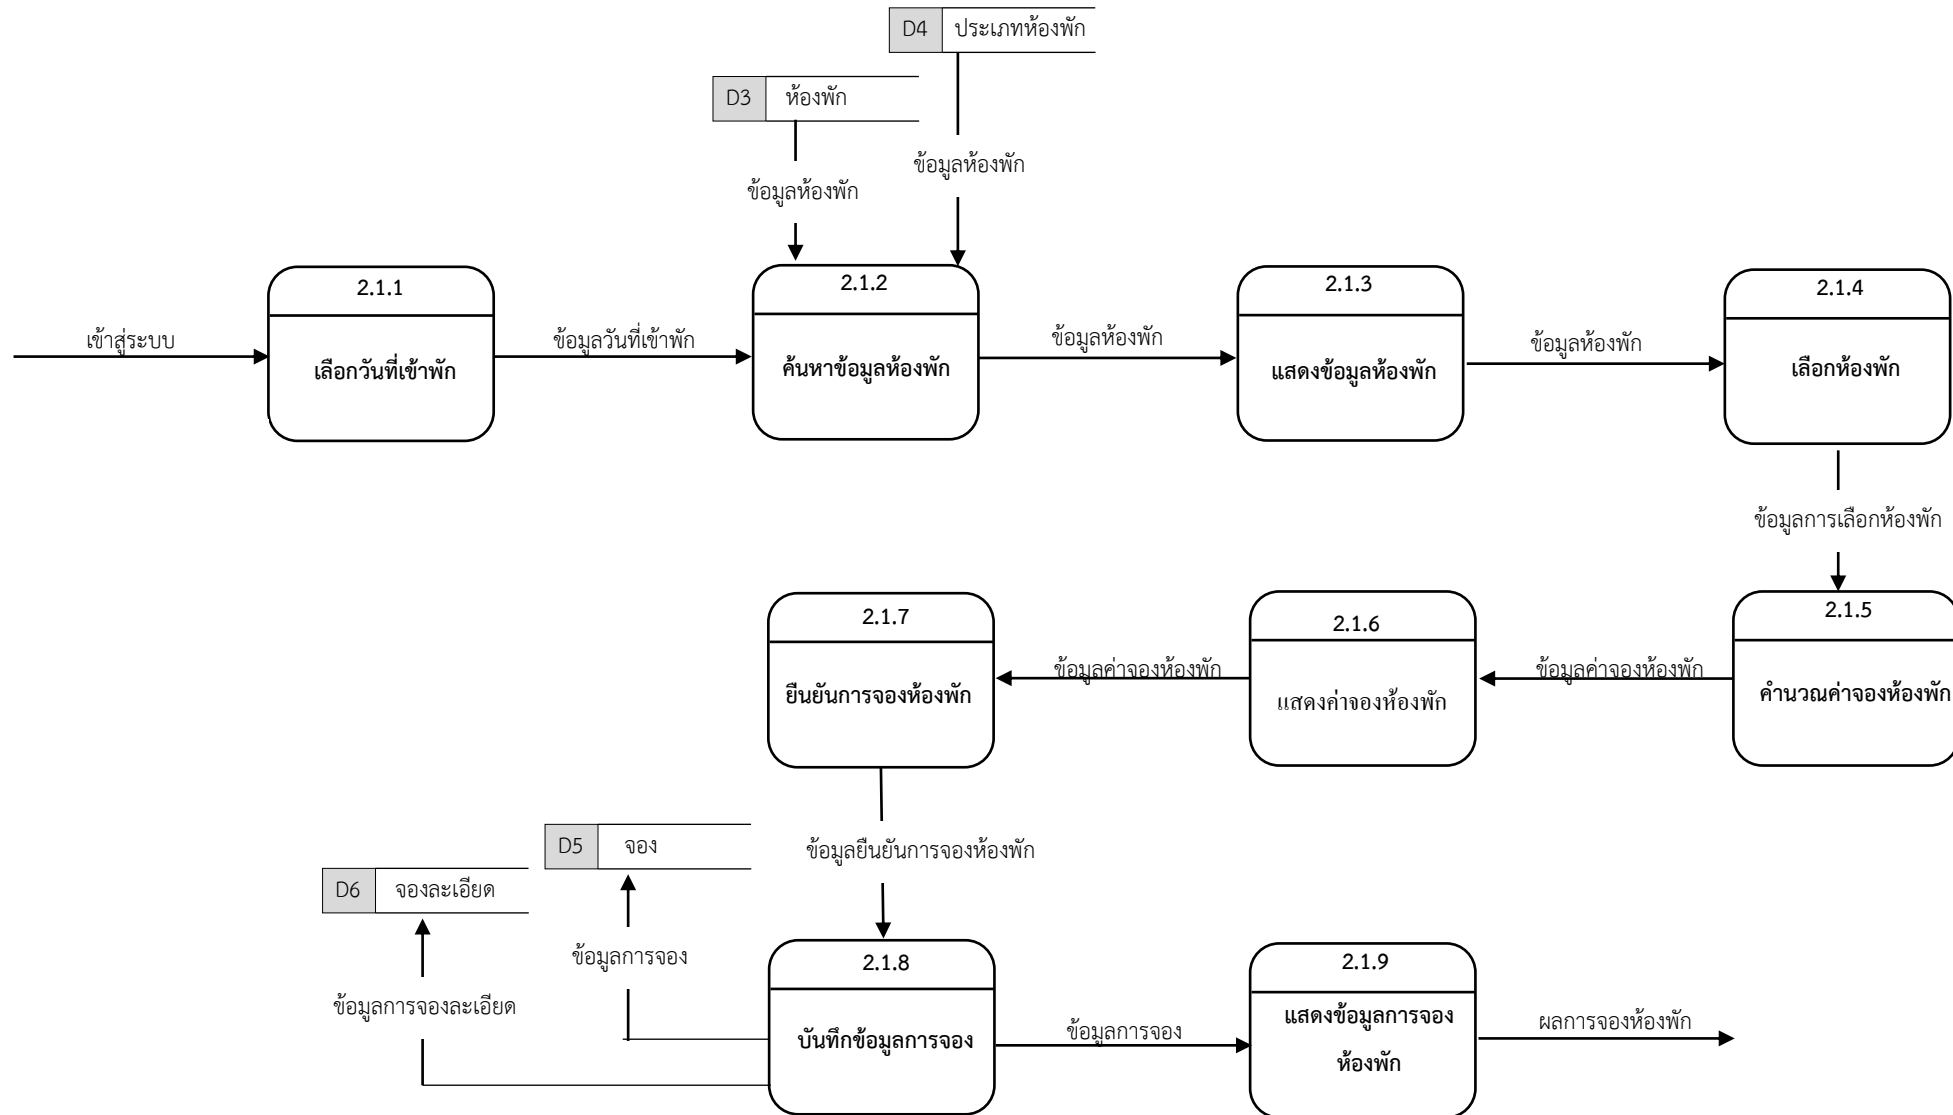 D4 ประเภทห้องพัก
D3 ห้องพัก
ข้อมูลห้องพัก
ข้อมูลห้องพัก
2.1.1
เลือกวันที่เข้าพัก
2.1.2
ค้นหาข้อมูลห้องพัก
2.1.3
แสดงข้อมูลห้องพัก
2.1.4
เลือกห้องพัก
เข้าสู่ระบบ
ข้อมูลวันที่เข้าพัก
ข้อมูลห้องพัก
ข้อมูลห้องพัก
ข้อมูลการเลือกห้องพัก
2.1.7
ยืนยันการจองห้องพัก
ข้อมูลค่าจองห้องพัก
2.1.6
แสดงค่าจองห้องพัก
ข้อมูลค่าจองห้องพัก
2.1.5
คำนวณค่าจองห้องพัก
D5 จอง
ข้อมูลยืนยันการจองห้องพัก
D6 จองละเอียด
ข้อมูลการจอง
ข้อมูลการจองละเอียด
2.1.8
บันทึกข้อมูลการจอง
ข้อมูลการจอง
2.1.9
แสดงข้อมูลการจอง
ห้องพัก
ผลการจองห้องพัก